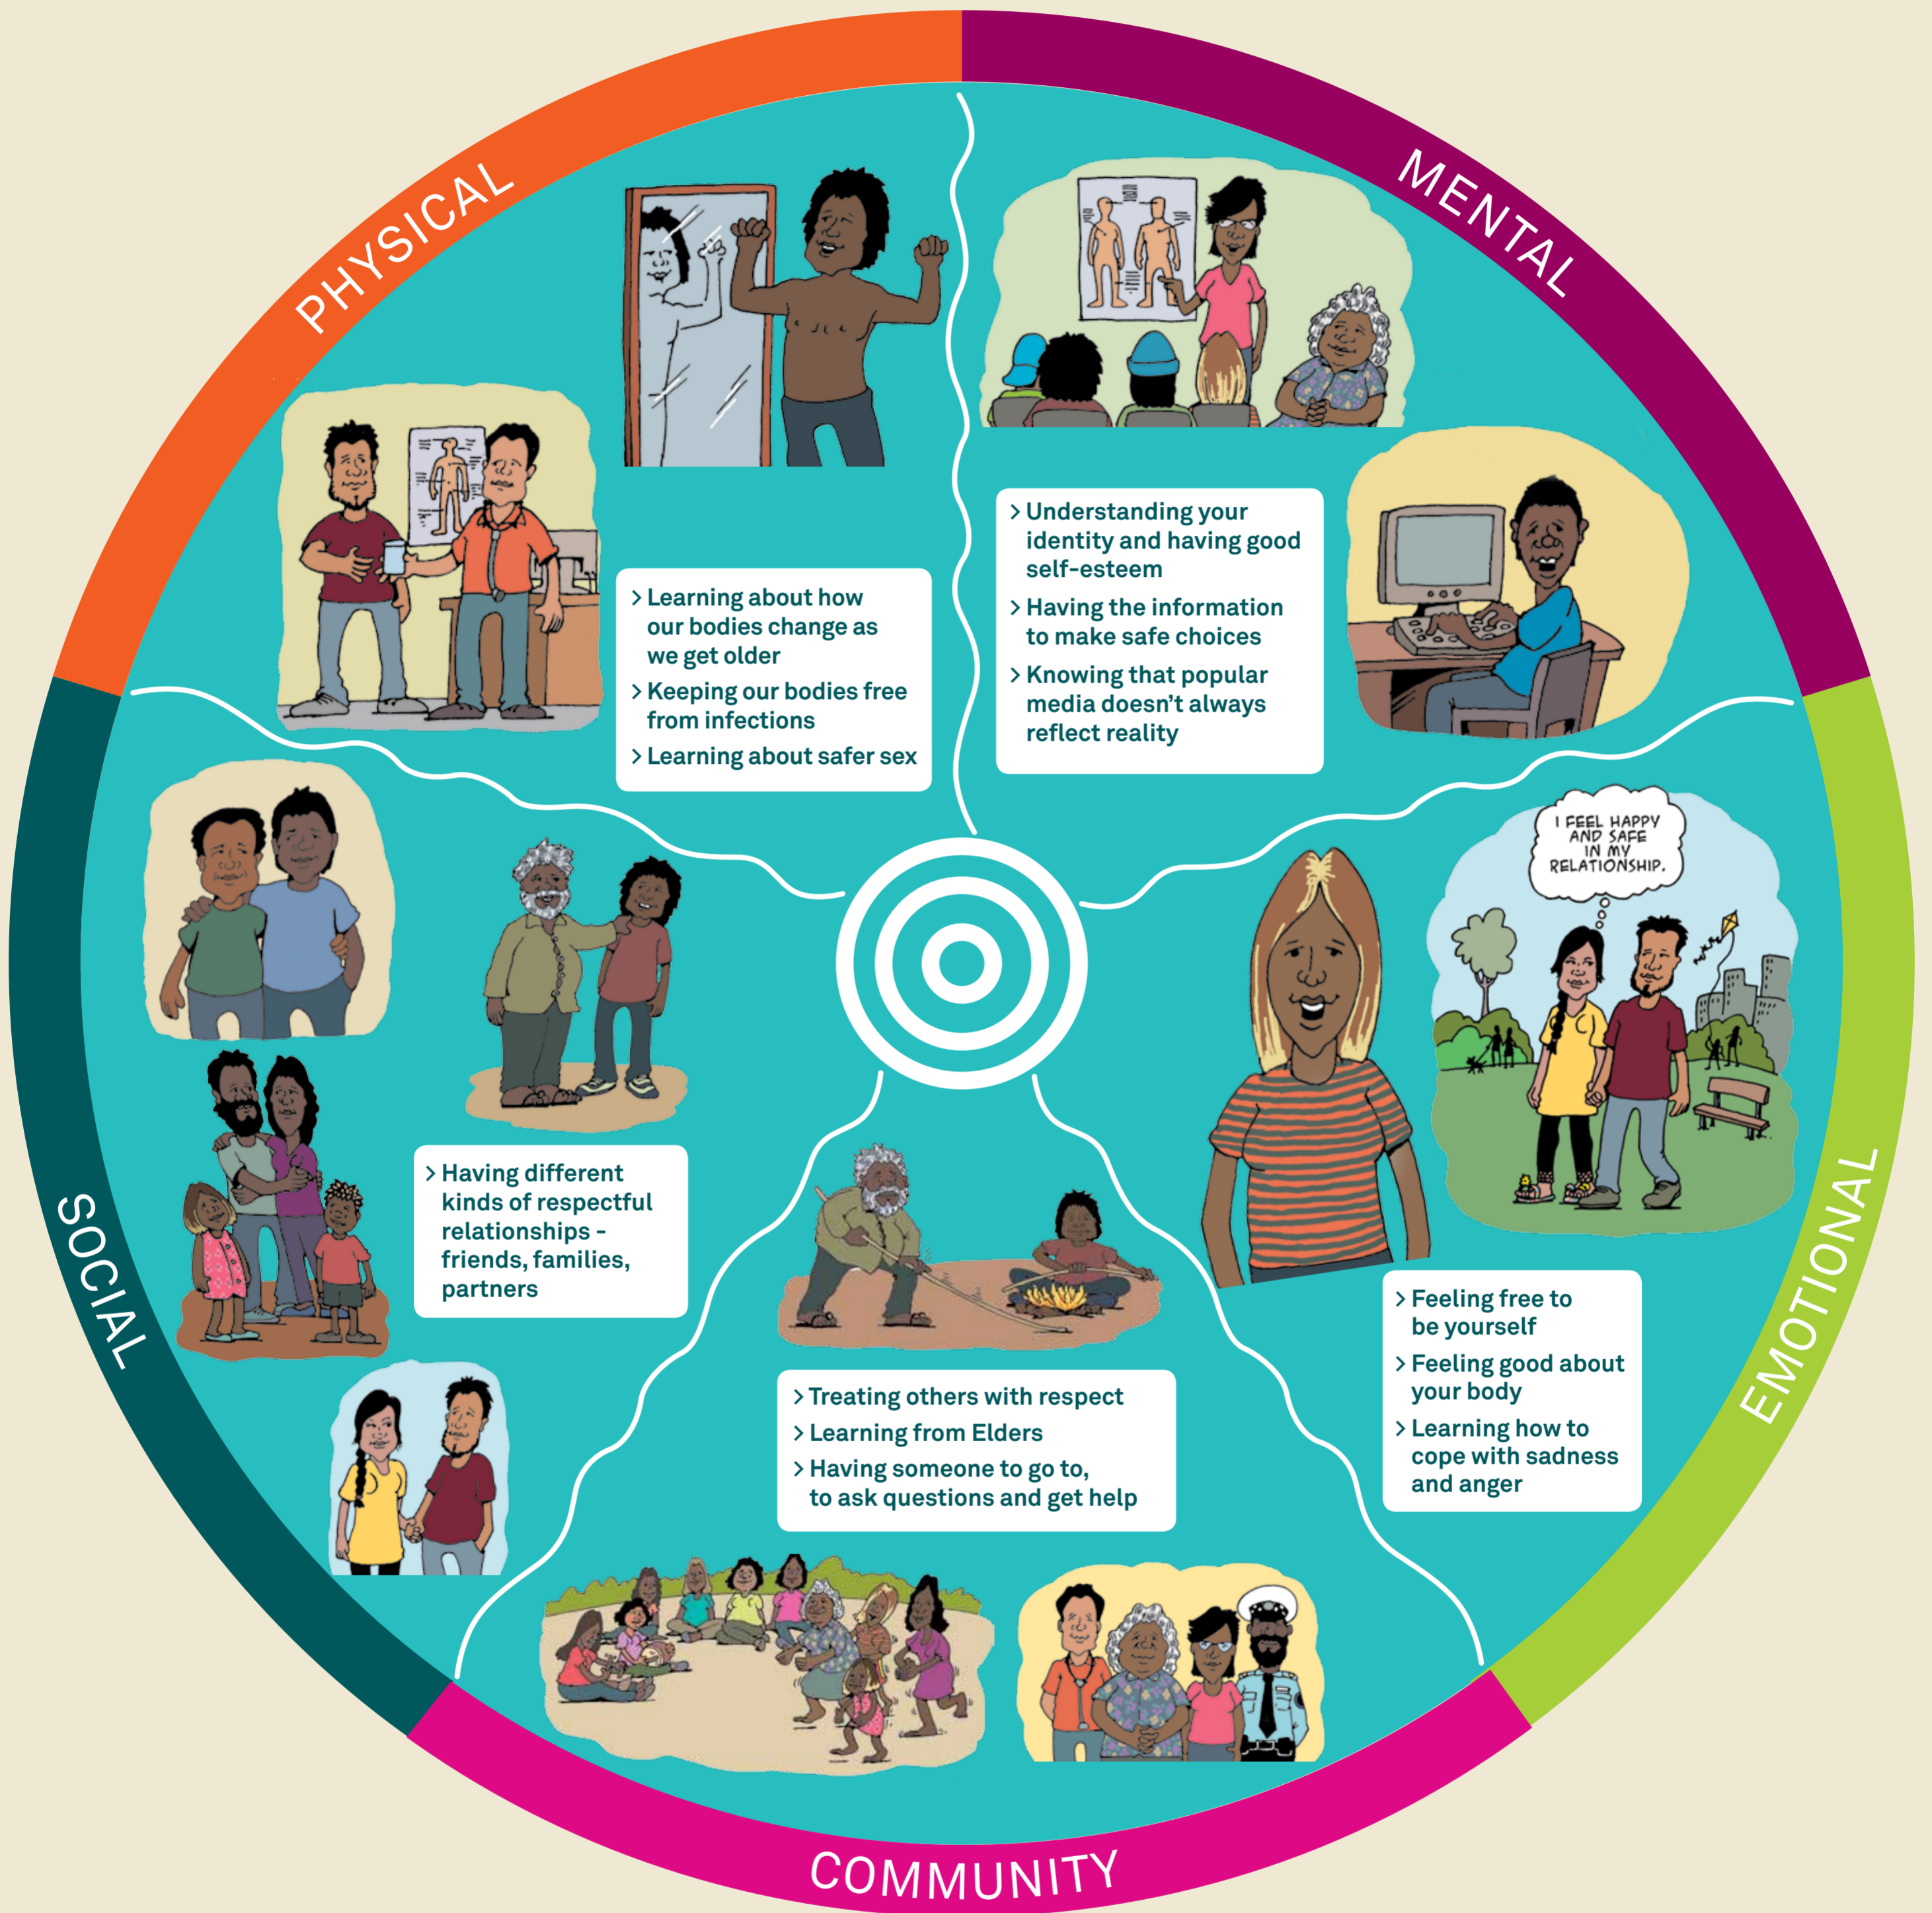 PHYSICAL
> Learning about how
our bodies change as
we get older
> Keeping our bodies free
from infections
> Learning about safer sex
MENTAL
> Understanding your
identity and having good
self-esteem
> Having the information
to make safe choices
> Knowing that popular
media doesn't always
reflect reality
EMOTIONAL
I FEEL HAPPY
AND SAFE
IN MY
RELATIONSHIP.
> Feeling free to
be yourself
> Feeling good about
your body
> Learning how to
cope with sadness
and anger
SOCIAL
> Having different
kinds of respectful
relationships -
friends, families,
partners
> Treating others with respect
> Learning from Elders
> Having someone to go to,
to ask questions and get help
COMMUNITY